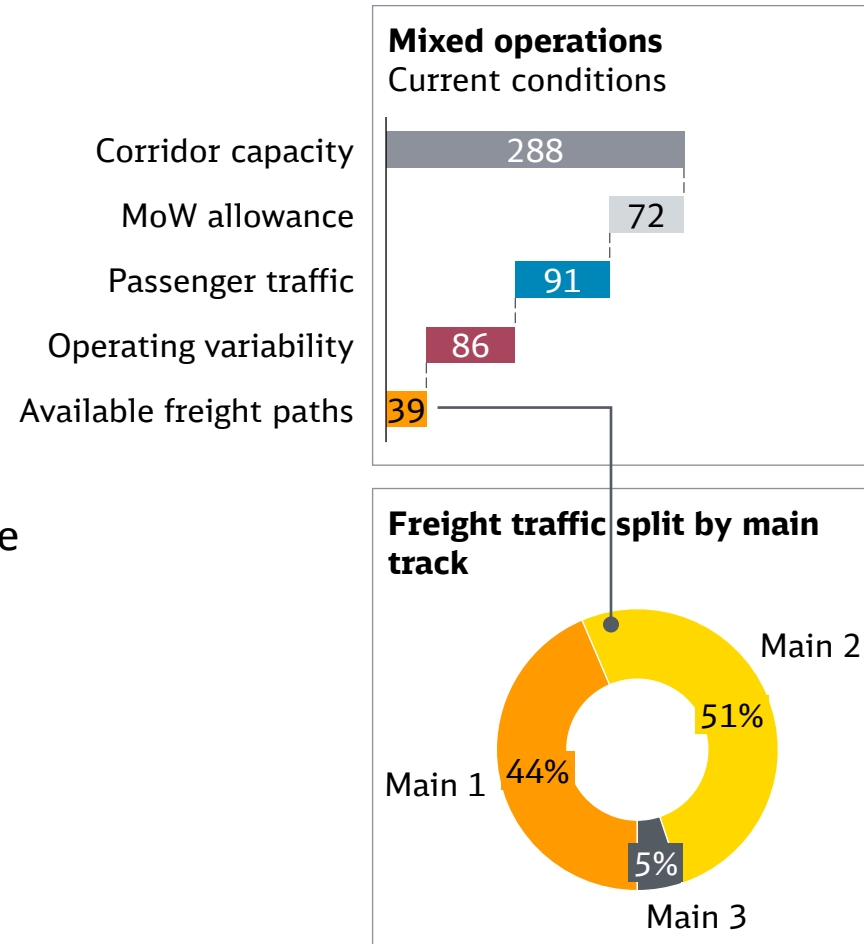 Mixed operations
Current conditions
Corridor capacity 288
MoW allowance 72
Passenger traffic 91
Operating variability 86
Available freight paths 39
e
Freight traffic split by main
track
Main 2
51%
44%
Main 1
5%
Main 3